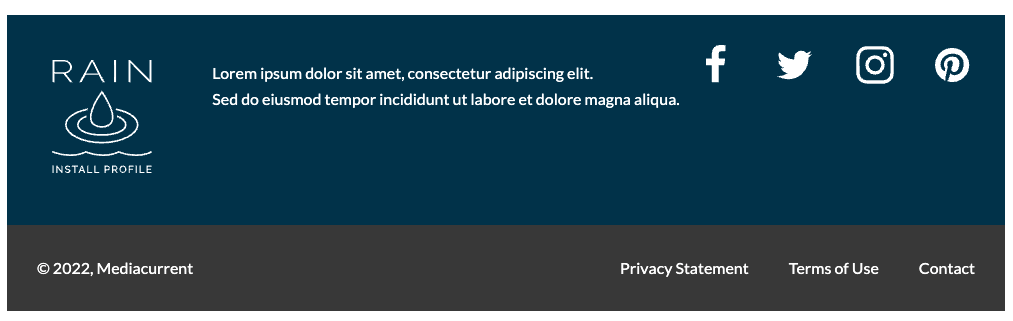 RAIN
INSTALL PROFILE
Lorem ipsum dolor sit amet, consectetur adipiscing elit.
Sed do eiusmod tempor incididunt ut labore et dolore magna aliqua.
© 2022, Mediacurrent
Privacy Statement
Terms of Use
Contact